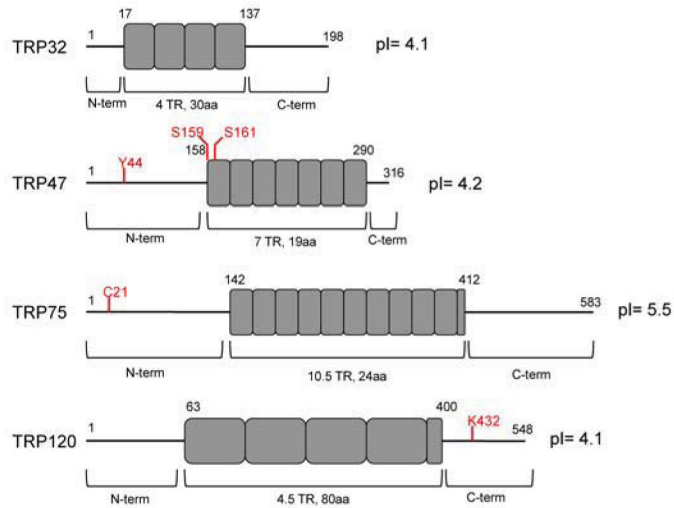 TRP32 1 17 137 198 pI= 4.1
N-term 4 TR, 30aa C-term
S159 S161
TRP47 1 Y44 158 290 316 pI= 4.2
N-term 7 TR, 19aa C-term
TRP75 1 C21 142 412 583 pI= 5.5
N-term 10.5 TR, 24aa C-term
TRP120 1 63 400 K432 548 pI= 4.1
N-term 4.5 TR, 80aa C-term